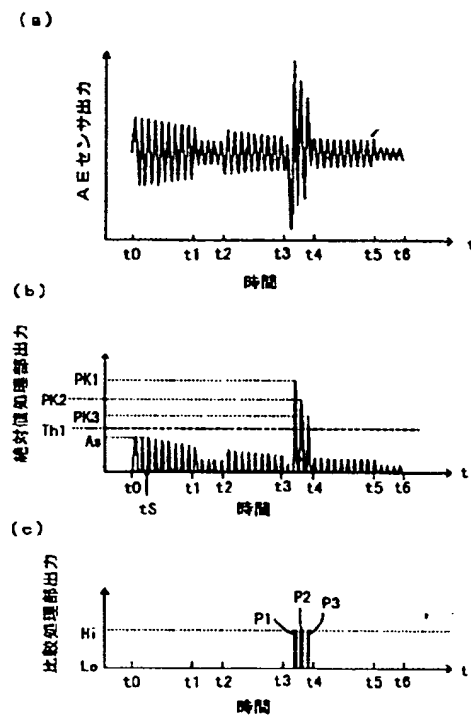 (a)
AEセンサ出力
t0 t1 t2 t3 t4 t5 t6 t
時間
(b)
絶対値処理部出力
PK1
PK2
PK3
Th1
As
t0 tS t1 t2 t3 t4 t5 t6 t
時間
(c)
比較処理部出力
P1 P2 P3
Hi
Lo
t0 t1 t2 t3 t4 t5 t6 t
時間